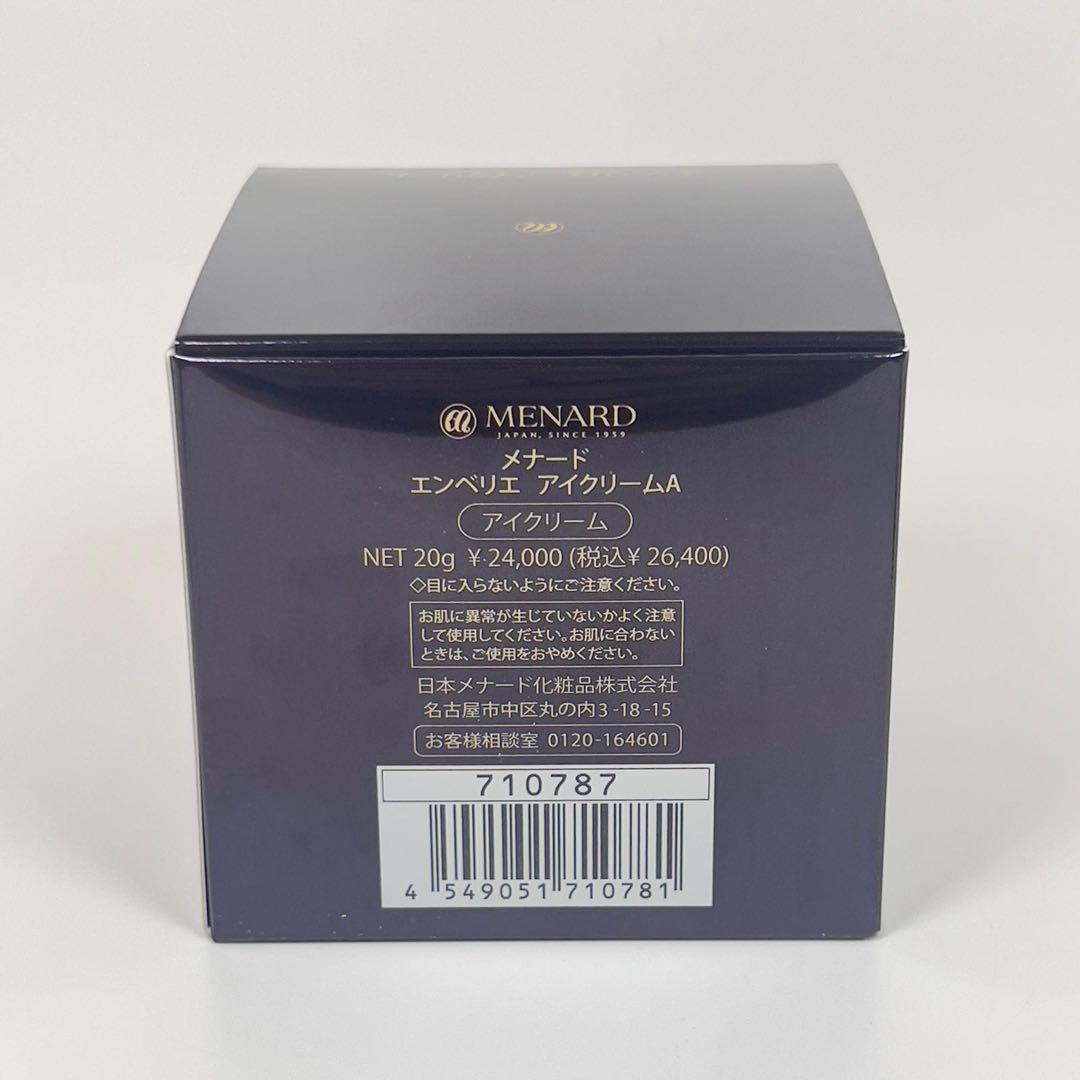 MENARD
JAPAN, SINCE 1959
メナード
エンベリエ アイクリームA
アイクリーム
NET 20g ¥24,000 (税込¥ 26,400)
◇目に入らないようにご注意ください。
お肌に異常が生じていないかよく注意
して使用してください。お肌に合わない
ときは、ご使用をおやめください。
日本メナード化粧品株式会社
名古屋市中区丸の内3-18-15
お客様相談室 0120-164601
710787
4 549051 710781